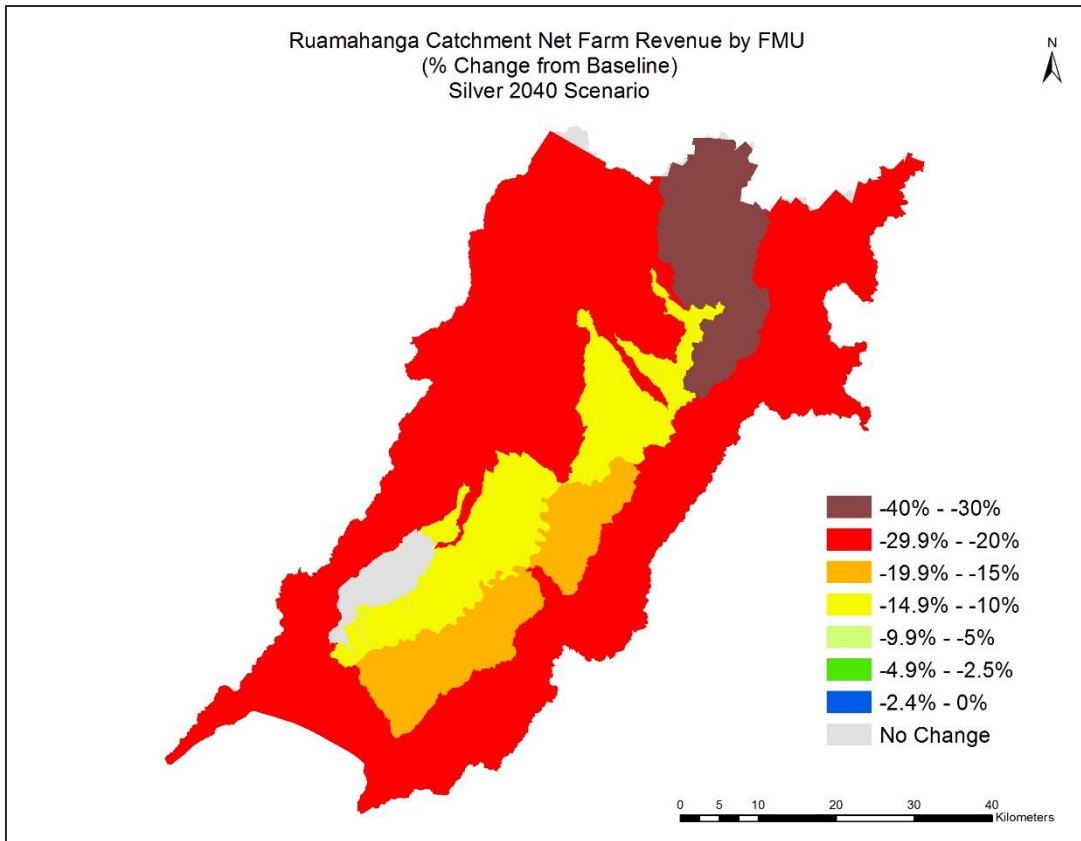 Ruamahanga Catchment Net Farm Revenue by FMU
(% Change from Baseline)
Silver 2040 Scenario
N
-40% - -30%
-29.9% - -20%
-19.9% - -15%
-14.9% - -10%
-9.9% - -5%
-4.9% - -2.5%
-2.4% - 0%
No Change
0 5 10 20 30 40
Kilometers